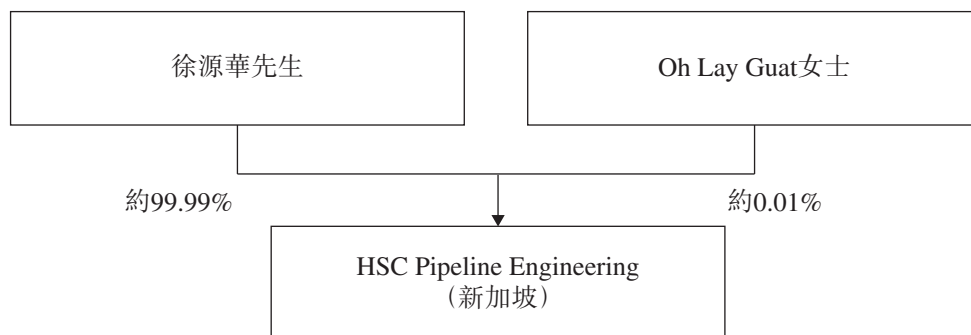 徐源華先生
Oh Lay Guat女士
約99.99%
約0.01%
HSC Pipeline Engineering
（新加坡）